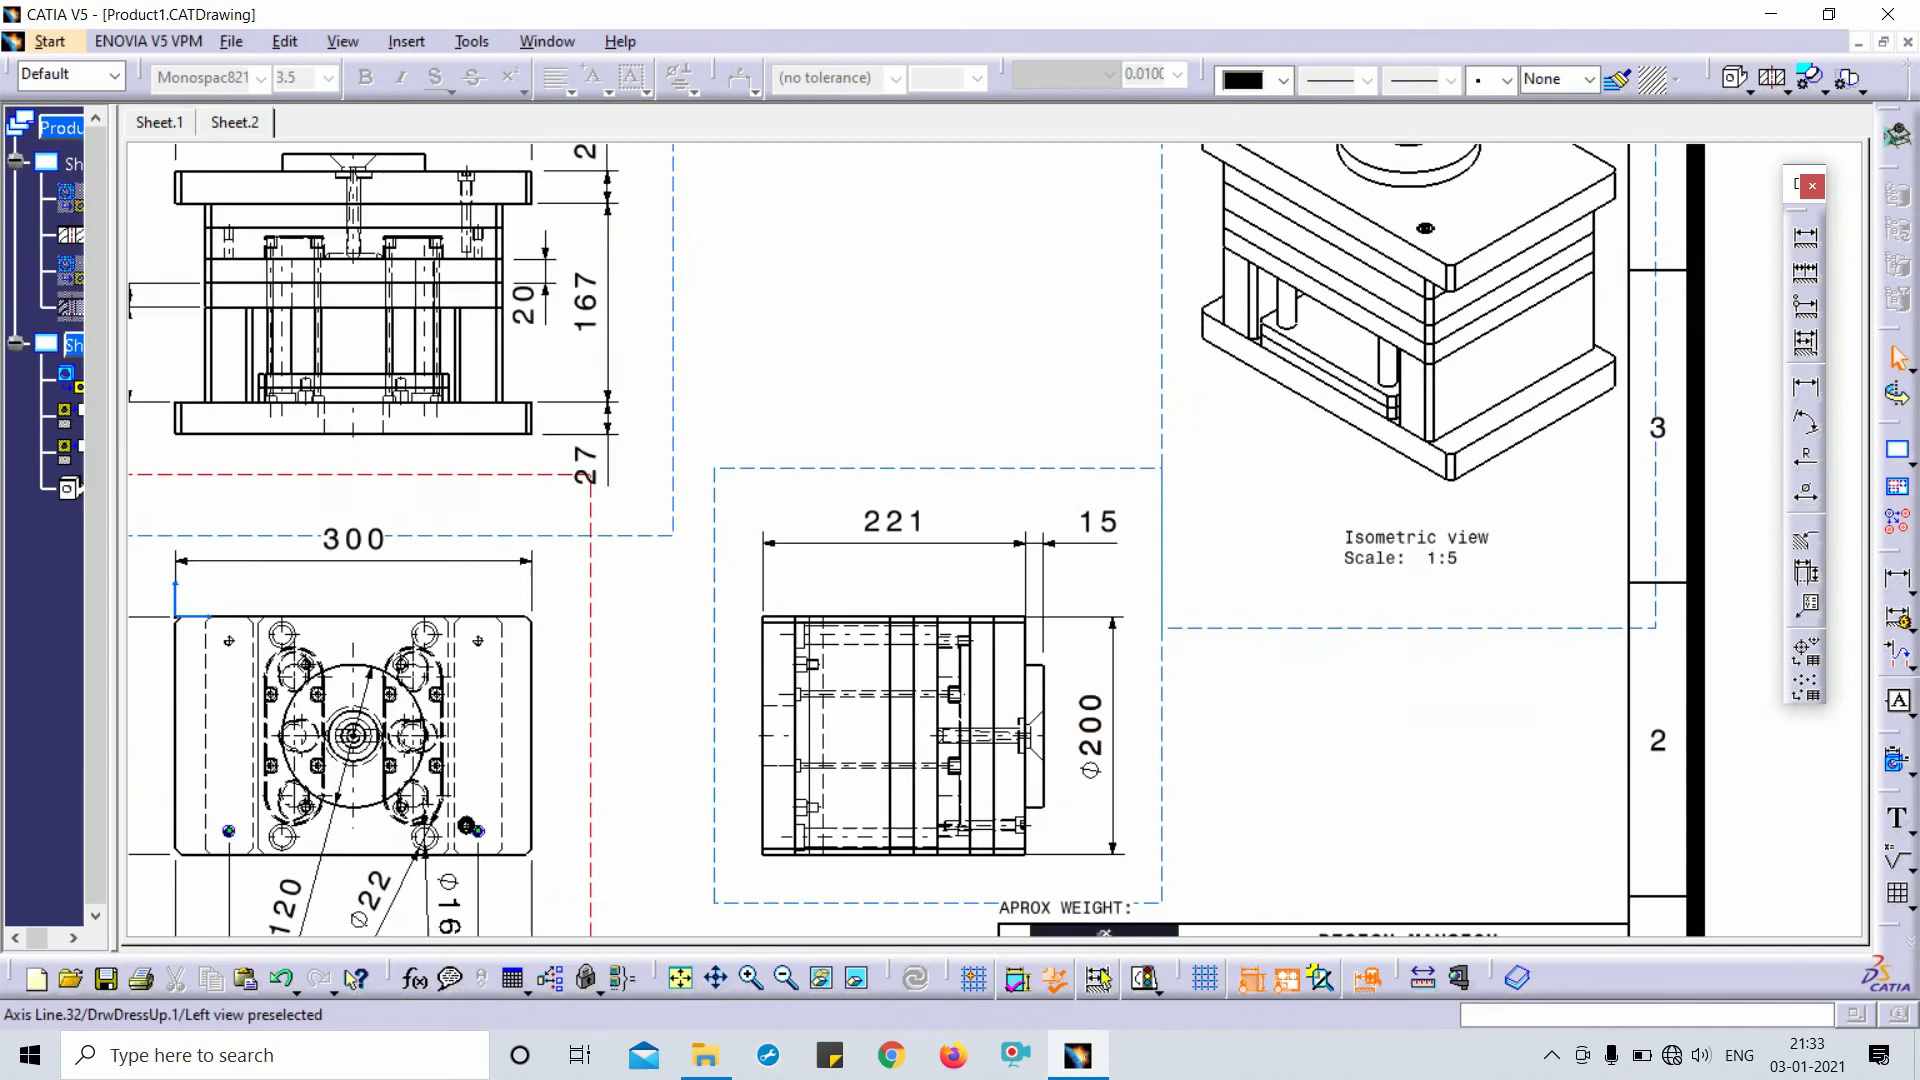 CATIA V5 - [Product1.CATDrawing]
Start ENOVIA V5 VPM File Edit View Insert Tools Window Help
Default Monospac821 3.5 B (no tolerance) 0.010 None
Sheet.1 Sheet.2
Produ
Sh
Sh
2
20
167
27
300
120
⌀22
⌀16
221
15
⌀200
Isometric view
Scale: 1:5
3
2
APROX WEIGHT:
Axis Line.32/DrwDressUp.1/Left view preselected
CATIA
Type here to search
ENG
21:33
03-01-2021